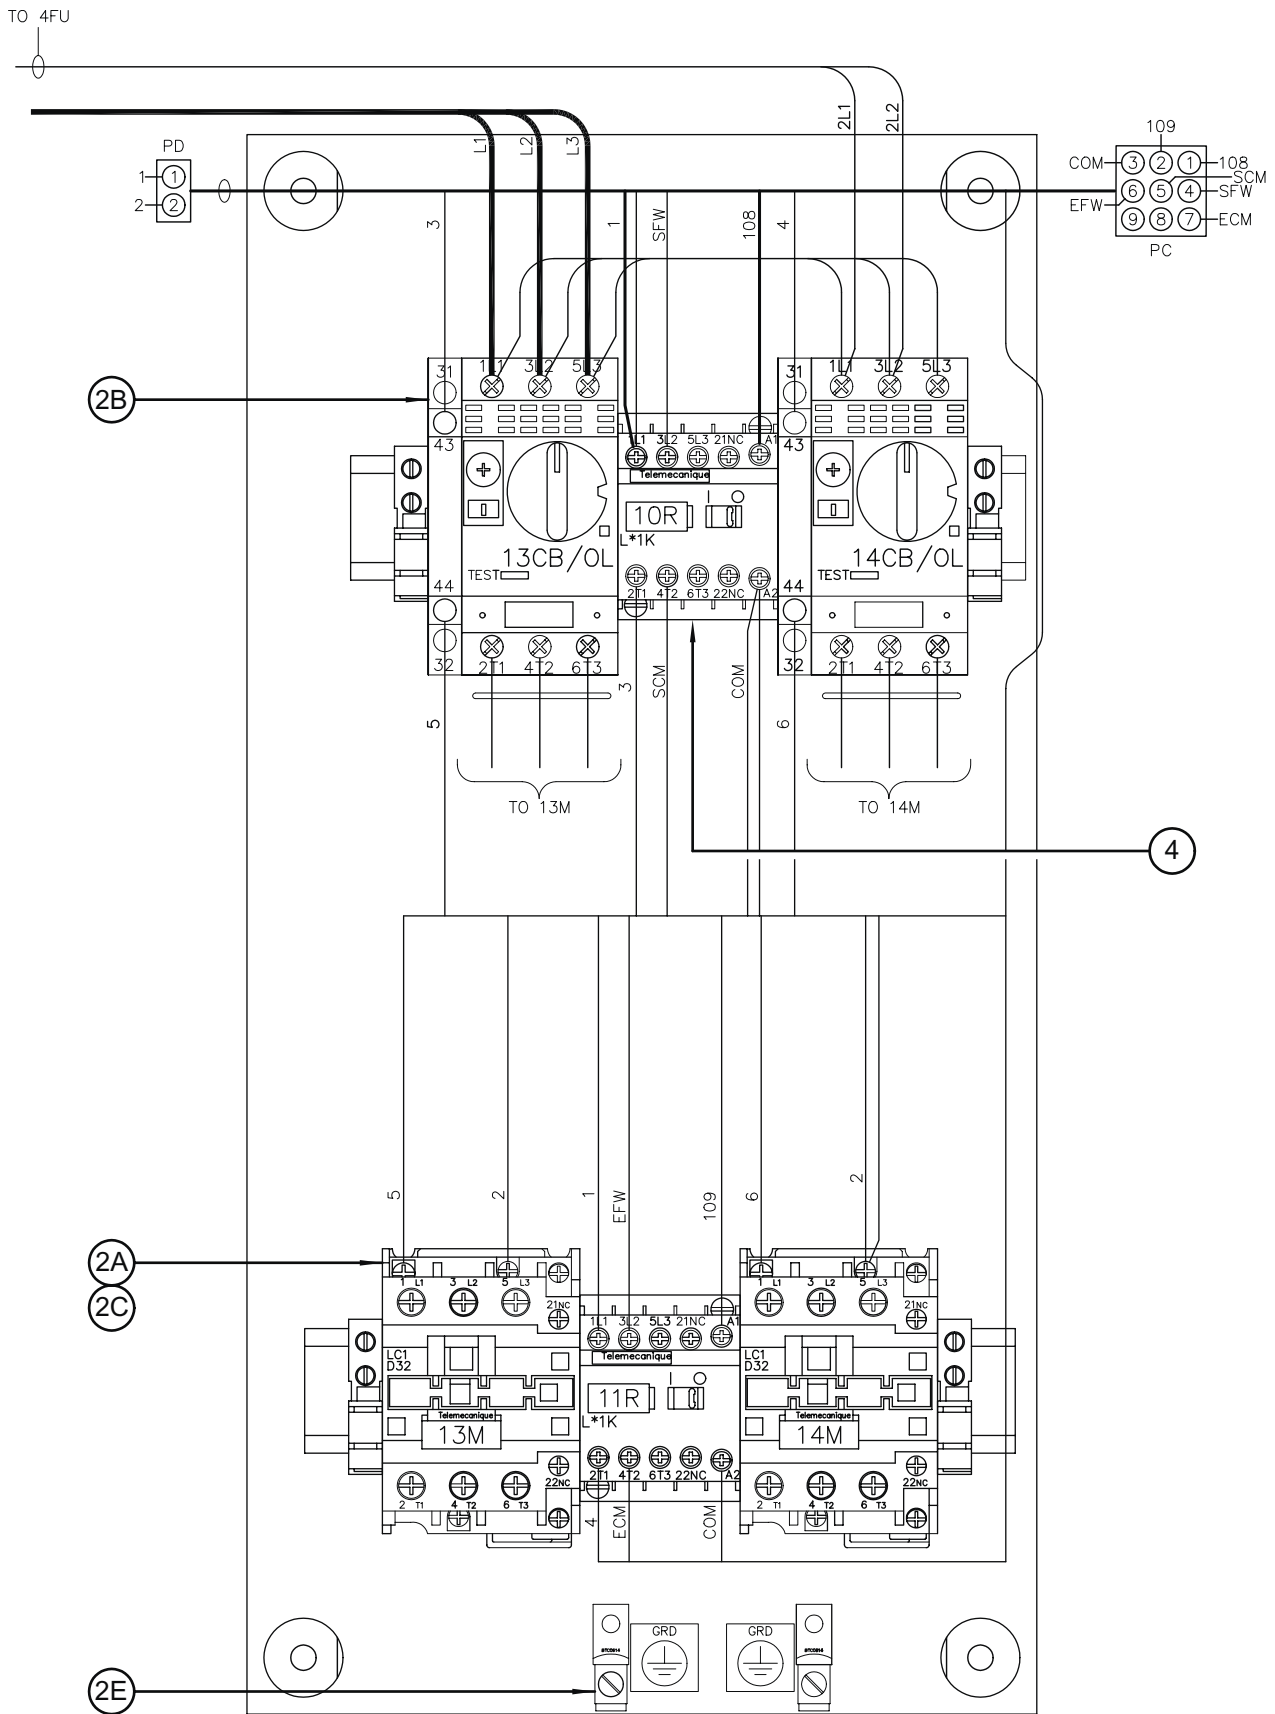 TO 4FU
2L1
2L2
L1
L2
L3
PD
1
1
2
2
109
COM
3
2
1
108
SCM
6
5
4
SFW
EFW
9
8
7
ECM
PC
3
1
SFW
108
4
2B
31
1L1
3L2
5L3
31
1L1
3L2
5L3
43
1L1
3L2
5L3
21NC
A1
43
Telemecanique
10R
L*1K
13CB/OL
14CB/OL
TEST
TEST
44
2T1
4T2
6T3
22NC
A2
44
32
2T1
4T2
6T3
32
2T1
4T2
6T3
3
SCM
COM
5
6
TO 13M
TO 14M
4
5
2
1
EFW
109
6
2
2A
2C
1 L1
3 L2
5 L3
21NC
1L1
3L2
5L3
21NC
A1
1 L1
3 L2
5 L3
21NC
LC1
D32
Telemecanique
LC1
D32
11R
L*1K
Telemecanique
13M
Telemecanique
14M
2 T1
4 T2
6 T3
22NC
2T1
4T2
6T3
22NC
A2
2 T1
4 T2
6 T3
22NC
4
ECM
COM
GRD
GRD
2E